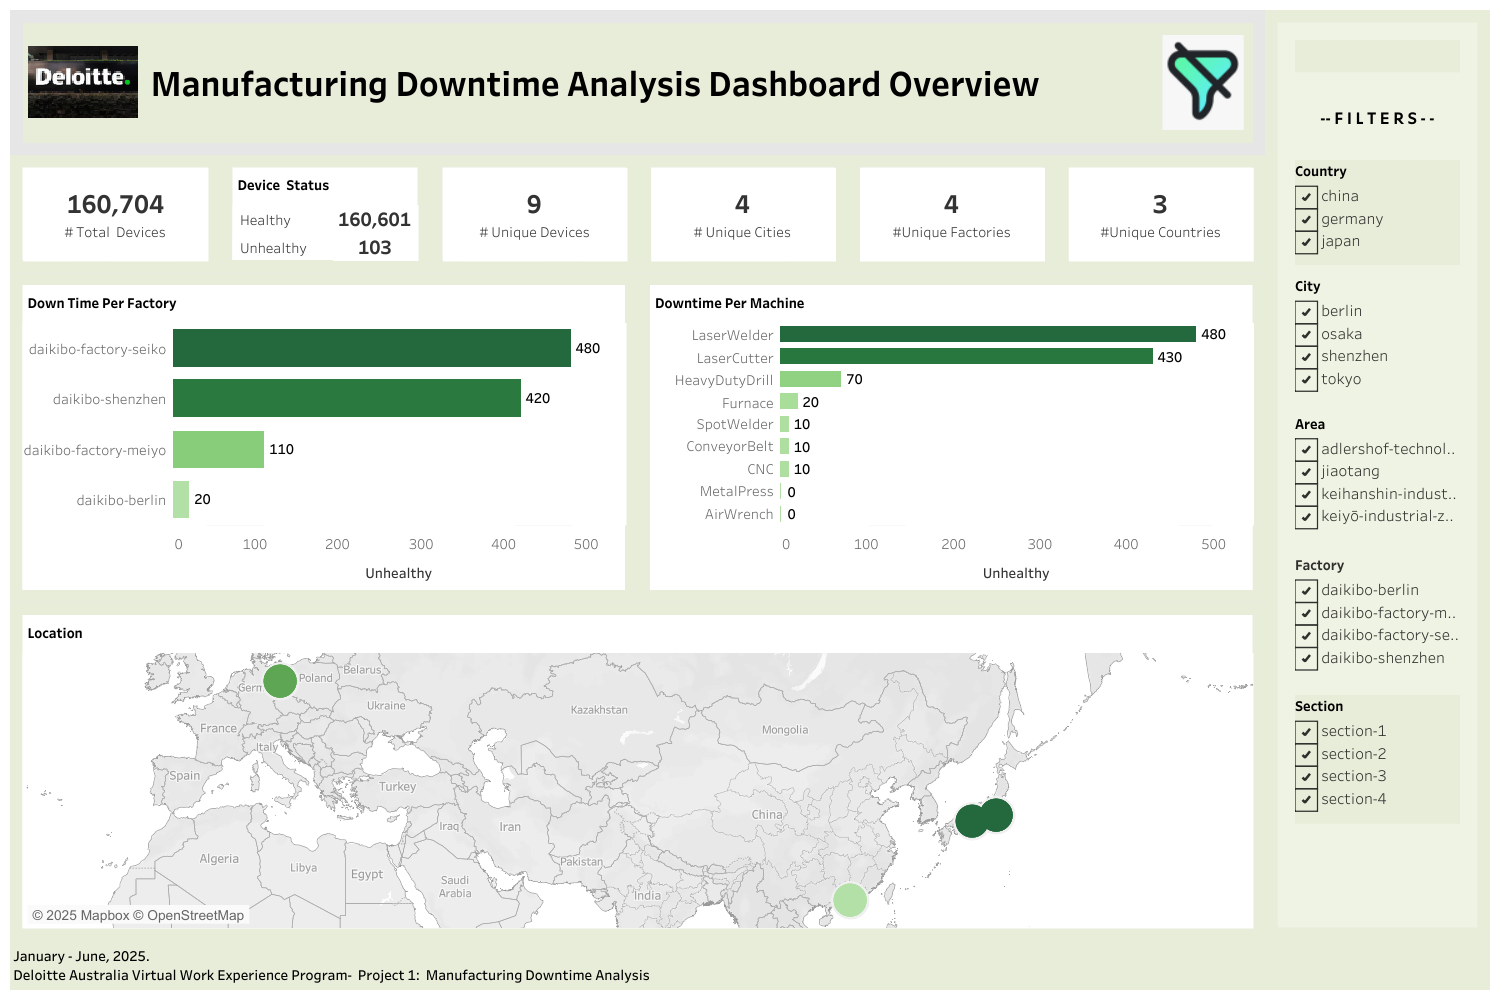 Deloitte.
Manufacturing Downtime Analysis Dashboard Overview
--FILTERS--
160,704
# Total Devices
Device Status
Healthy 160,601
Unhealthy 103
9
# Unique Devices
4
# Unique Cities
4
#Unique Factories
3
#Unique Countries
Down Time Per Factory
daikibo-factory-seiko 480
daikibo-shenzhen 420
daikibo-factory-meiyo 110
daikibo-berlin 20
0 100 200 300 400 500
Unhealthy
Downtime Per Machine
LaserWelder 480
LaserCutter 430
HeavyDutyDrill 70
Furnace 20
SpotWelder 10
ConveyorBelt 10
CNC 10
MetalPress 0
AirWrench 0
0 100 200 300 400 500
Unhealthy
Location
Belarus
Germ
Poland
Ukraine
Kazakhstan
France
Mongolia
Italy
Spain
Turkey
China
Iraq
Iran
Algeria
Libya
Egypt
Pakistan
Saudi
Arabia
India
© 2025 Mapbox © OpenStreetMap
Country
china
germany
japan
City
berlin
osaka
shenzhen
tokyo
Area
adlershof-technol..
jiaotang
keihanshin-indust..
keiyō-industrial-z..
Factory
daikibo-berlin
daikibo-factory-m..
daikibo-factory-se..
daikibo-shenzhen
Section
section-1
section-2
section-3
section-4
January - June, 2025.
Deloitte Australia Virtual Work Experience Program- Project 1: Manufacturing Downtime Analysis